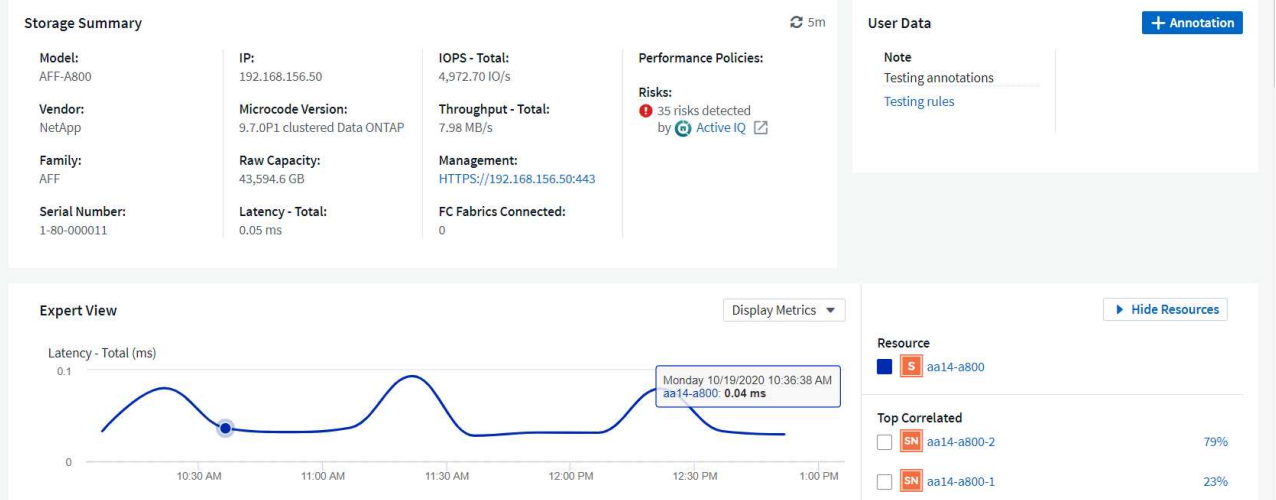 Storage Summary
5m
Model:
AFF-A800
Vendor:
NetApp
Family:
AFF
Serial Number:
1-80-000011
IP:
192.168.156.50
Microcode Version:
9.7.0P1 clustered Data ONTAP
Raw Capacity:
43,594.6 GB
Latency - Total:
0.05 ms
IOPS - Total:
4,972.70 IO/s
Throughput - Total:
7.98 MB/s
Management:
HTTPS://192.168.156.50:443
FC Fabrics Connected:
0
Performance Policies:
Risks:
35 risks detected
by Active IQ
User Data
+ Annotation
Note
Testing annotations
Testing rules
Expert View
Display Metrics
Latency - Total (ms)
0.1
0
Monday 10/19/2020 10:36:38 AM
aa14-a800: 0.04 ms
10:30 AM
11:00 AM
11:30 AM
12:00 PM
12:30 PM
1:00 PM
Hide Resources
Resource
S aa14-a800
Top Correlated
SN aa14-a800-2 79%
SN aa14-a800-1 23%